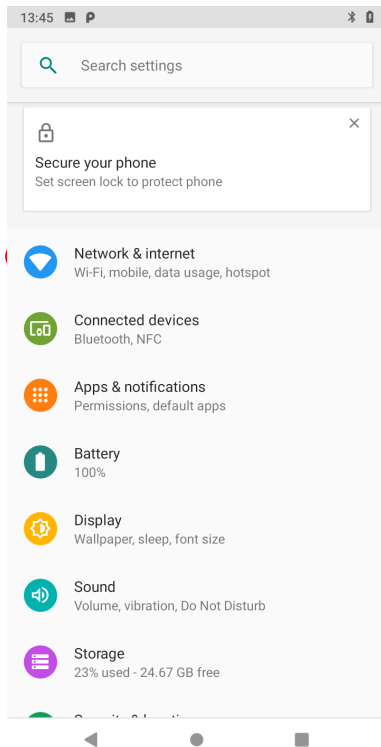 13:45
Search settings
Secure your phone
Set screen lock to protect phone
Network & internet
Wi-Fi, mobile, data usage, hotspot
Connected devices
Bluetooth, NFC
Apps & notifications
Permissions, default apps
Battery
100%
Display
Wallpaper, sleep, font size
Sound
Volume, vibration, Do Not Disturb
Storage
23% used - 24.67 GB free